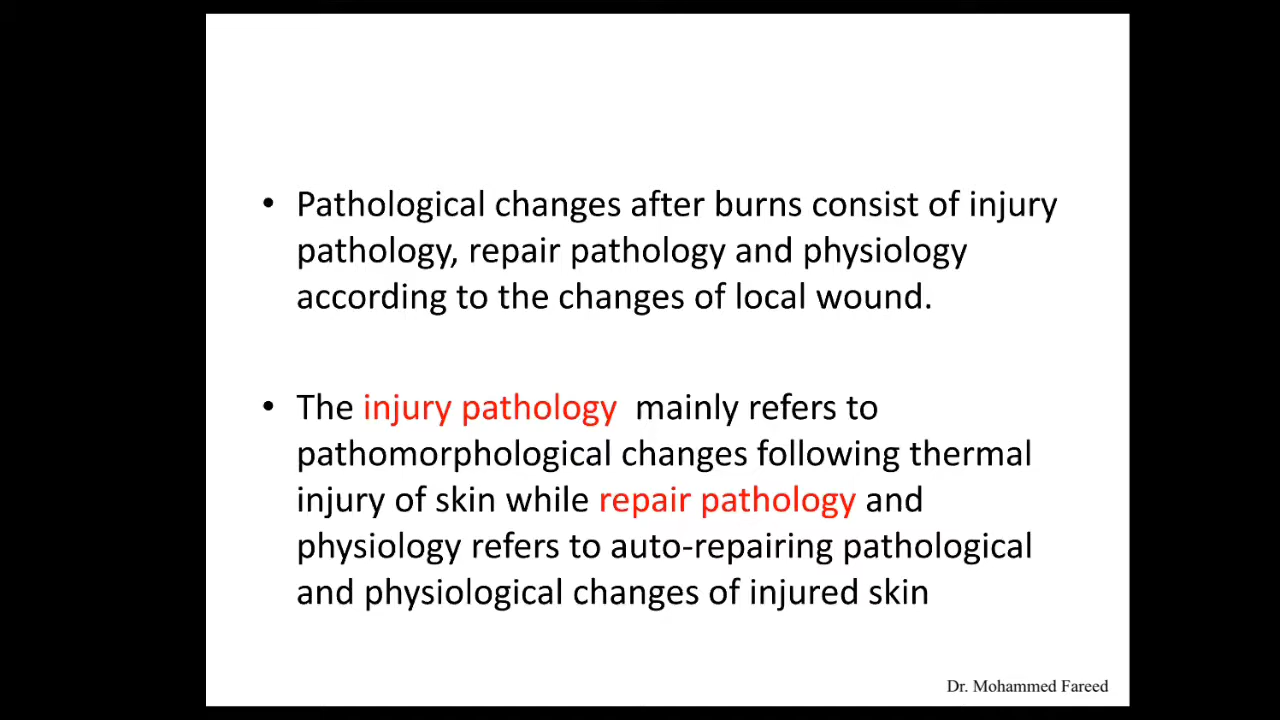 • Pathological changes after burns consist of injury
pathology, repair pathology and physiology
according to the changes of local wound.
• The injury pathology mainly refers to
pathomorphological changes following thermal
injury of skin while repair pathology and
physiology refers to auto-repairing pathological
and physiological changes of injured skin
Dr. Mohammed Fareed